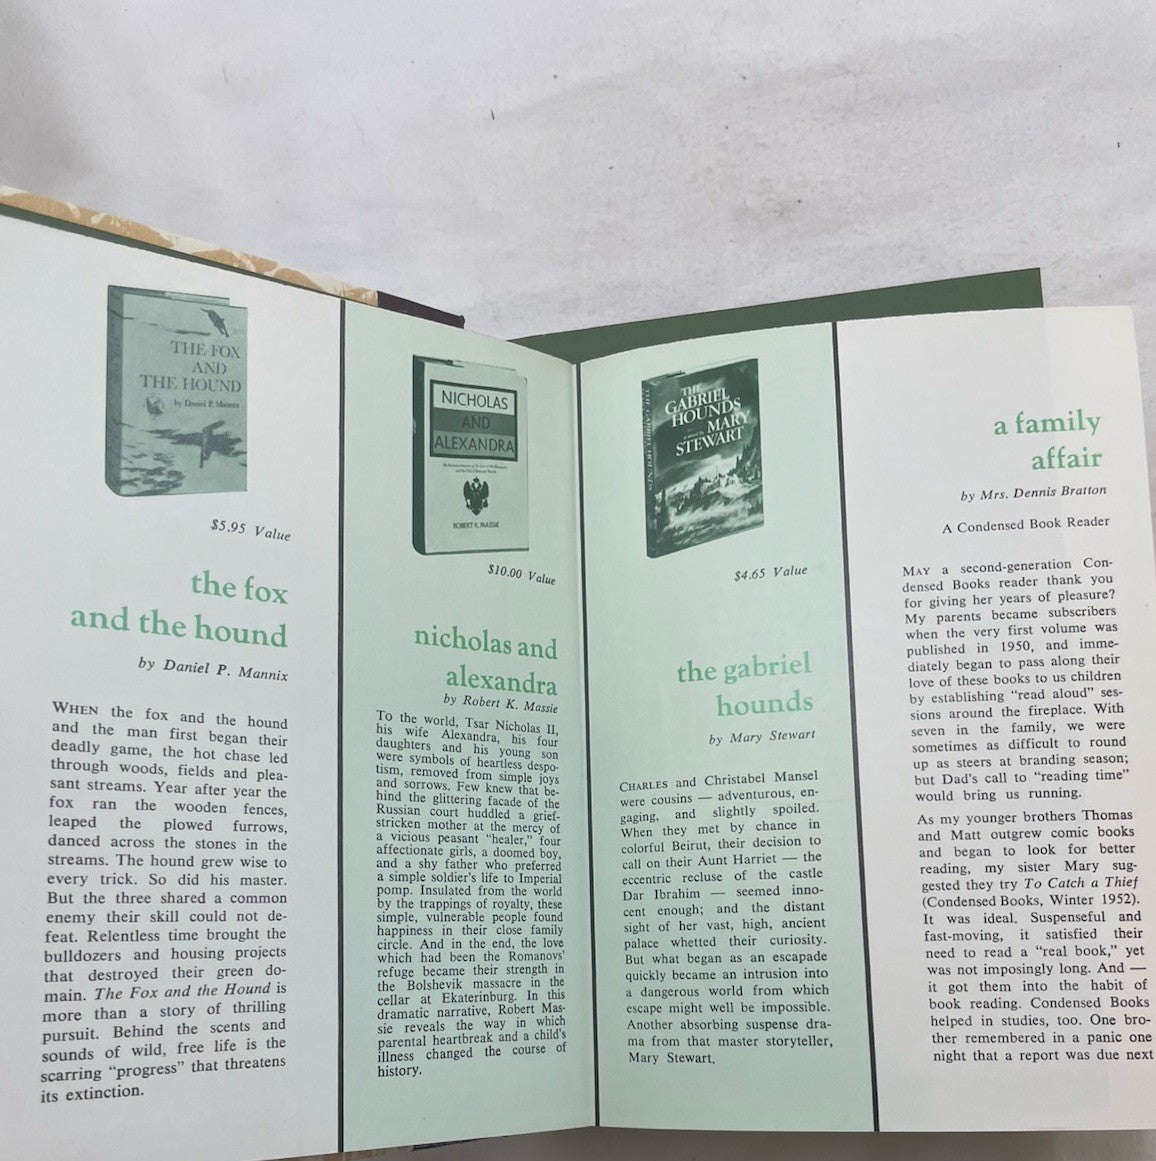 THE FOX
AND
THE HOUND
by Daniel P. Mannix
$5.95 Value
the fox
and the hound
by Daniel P. Mannix
WHEN the fox and the hound
and the man first began their
deadly game, the hot chase led
through woods, fields and plea-
sant streams. Year after year the
fox ran the wooden fences,
leaped the plowed furrows,
danced across the stones in the
streams. The hound grew wise to
every trick. So did his master.
But the three shared a common
enemy their skill could not de-
feat. Relentless time brought the
bulldozers and housing projects
that destroyed their green do-
main. The Fox and the Hound is
more than a story of thrilling
pursuit. Behind the scents and
sounds of wild, free life is the
scarring "progress" that threatens
its extinction.
NICHOLAS
AND
ALEXANDRA
ROBERT K. MASSIE
$10.00 Value
nicholas and
alexandra
by Robert K. Massie
To the world, Tsar Nicholas II,
his wife Alexandra, his four
daughters and his young son
were symbols of heartless despo-
tism, removed from simple joys
and sorrows. Few knew that be-
hind the glittering facade of the
Russian court huddled a grief-
stricken mother at the mercy of
a vicious peasant "healer," four
affectionate girls, a doomed boy,
and a shy father who preferred
a simple soldier's life to Imperial
pomp. Insulated from the world
by the trappings of royalty, these
simple, vulnerable people found
happiness in their close family
circle. And in the end, the love
which had been the Romanovs'
refuge became their strength in
the Bolshevik massacre in the
cellar at Ekaterinburg. In this
dramatic narrative, Robert Mas-
sie reveals the way in which
parental heartbreak and a child's
illness changed the course of
history.
THE GABRIEL HOUNDS
THE
GABRIEL
HOUNDS
MARY
STEWART
$4.65 Value
the gabriel
hounds
by Mary Stewart
CHARLES and Christabel Mansel
were cousins — adventurous, en-
gaging, and slightly spoiled.
When they met by chance in
colorful Beirut, their decision to
call on their Aunt Harriet — the
eccentric recluse of the castle
Dar Ibrahim — seemed inno-
cent enough; and the distant
sight of her vast, high, ancient
palace whetted their curiosity.
But what began as an escapade
quickly became an intrusion into
a dangerous world from which
escape might well be impossible.
Another absorbing suspense dra-
ma from that master storyteller,
Mary Stewart.
a family
affair
by Mrs. Dennis Bratton
A Condensed Book Reader
MAY a second-generation Con-
densed Books reader thank you
for giving her years of pleasure?
My parents became subscribers
when the very first volume was
published in 1950, and imme-
diately began to pass along their
love of these books to us children
by establishing "read aloud" ses-
sions around the fireplace. With
seven in the family, we were
sometimes as difficult to round
up as steers at branding season;
but Dad's call to "reading time"
would bring us running.
As my younger brothers Thomas
and Matt outgrew comic books
and began to look for better
reading, my sister Mary sug-
gested they try To Catch a Thief
(Condensed Books, Winter 1952).
It was ideal. Suspenseful and
fast-moving, it satisfied their
need to read a "real book," yet
was not imposingly long. And —
it got them into the habit of
book reading. Condensed Books
helped in studies, too. One bro-
ther remembered in a panic one
night that a report was due next